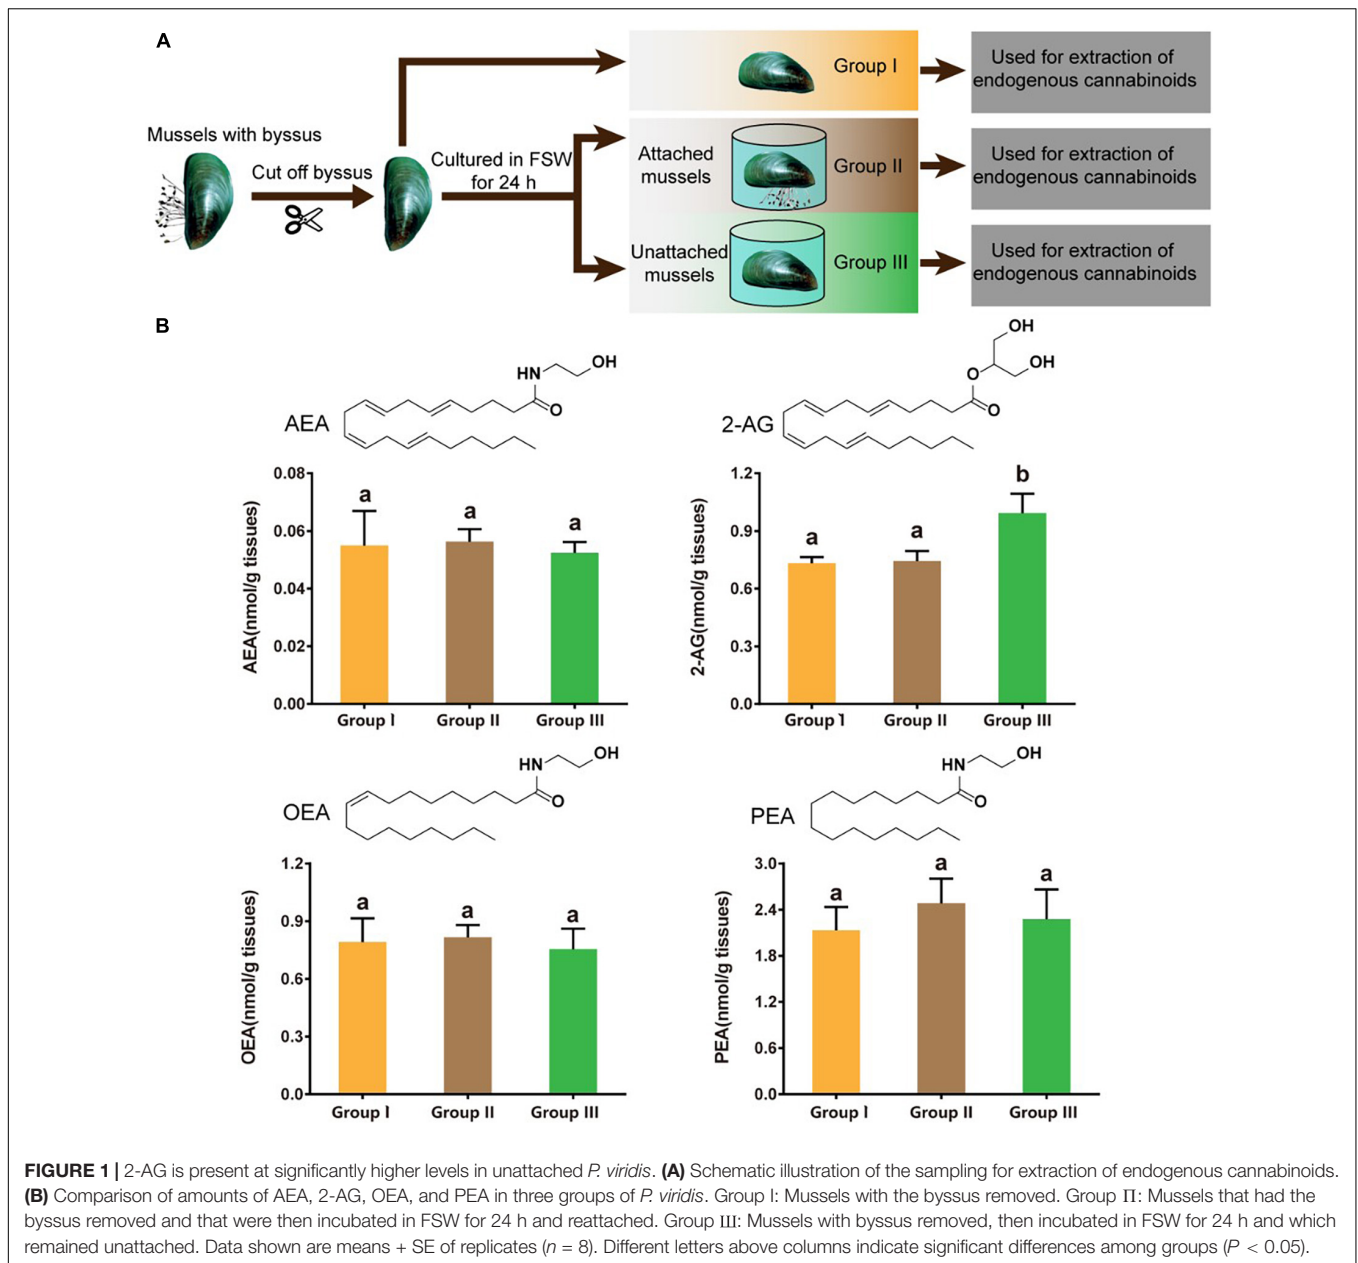 A
Mussels with byssus
Cut off byssus
Cultured in FSW
for 24 h
Group I
Used for extraction of
endogenous cannabinoids
Attached
mussels
Group II
Used for extraction of
endogenous cannabinoids
Unattached
mussels
Group III
Used for extraction of
endogenous cannabinoids
B
AEA
HN
OH
O
2-AG
OH
OH
O
O
AEA(nmol/g tissues)
0.08
0.06
0.04
0.02
0.00
a
a
a
Group I
Group II
Group III
2-AG(nmol/g tissues)
1.2
0.9
0.6
0.3
0.0
a
a
b
Group I
Group II
Group III
OEA
HN
OH
O
PEA
HN
OH
O
OEA(nmol/g tissues)
1.2
0.9
0.6
0.3
0.0
a
a
a
Group I
Group II
Group III
PEA(nmol/g tissues)
3.0
2.4
1.8
1.2
0.6
0.0
a
a
a
Group I
Group II
Group III
FIGURE 1 | 2-AG is present at significantly higher levels in unattached P. viridis. (A) Schematic illustration of the sampling for extraction of endogenous cannabinoids.
(B) Comparison of amounts of AEA, 2-AG, OEA, and PEA in three groups of P. viridis. Group I: Mussels with the byssus removed. Group Π: Mussels that had the
byssus removed and that were then incubated in FSW for 24 h and reattached. Group Ш: Mussels with byssus removed, then incubated in FSW for 24 h and which
remained unattached. Data shown are means + SE of replicates (n = 8). Different letters above columns indicate significant differences among groups (P < 0.05).